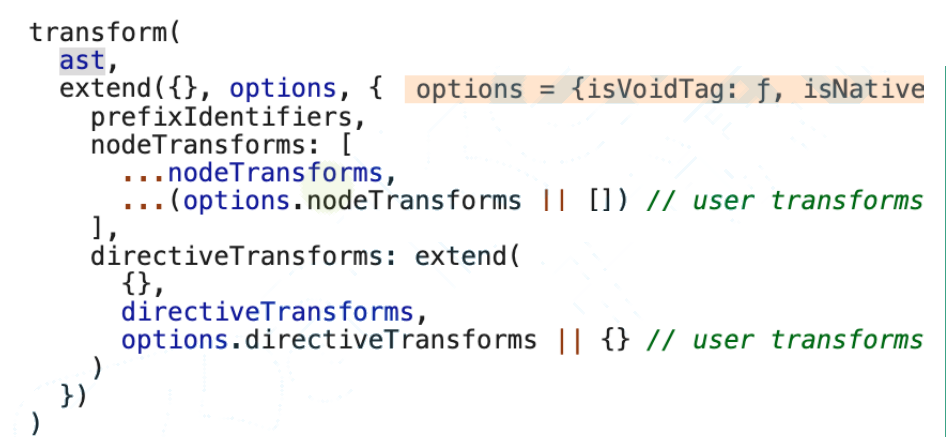 transform(
ast,
extend({}, options, { options = {isVoidTag: ƒ, isNative
prefixIdentifiers,
nodeTransforms: [
...nodeTransforms,
...(options.nodeTransforms || []) // user transforms
],
directiveTransforms: extend(
{},
directiveTransforms,
options.directiveTransforms || {} // user transforms
)
})
)